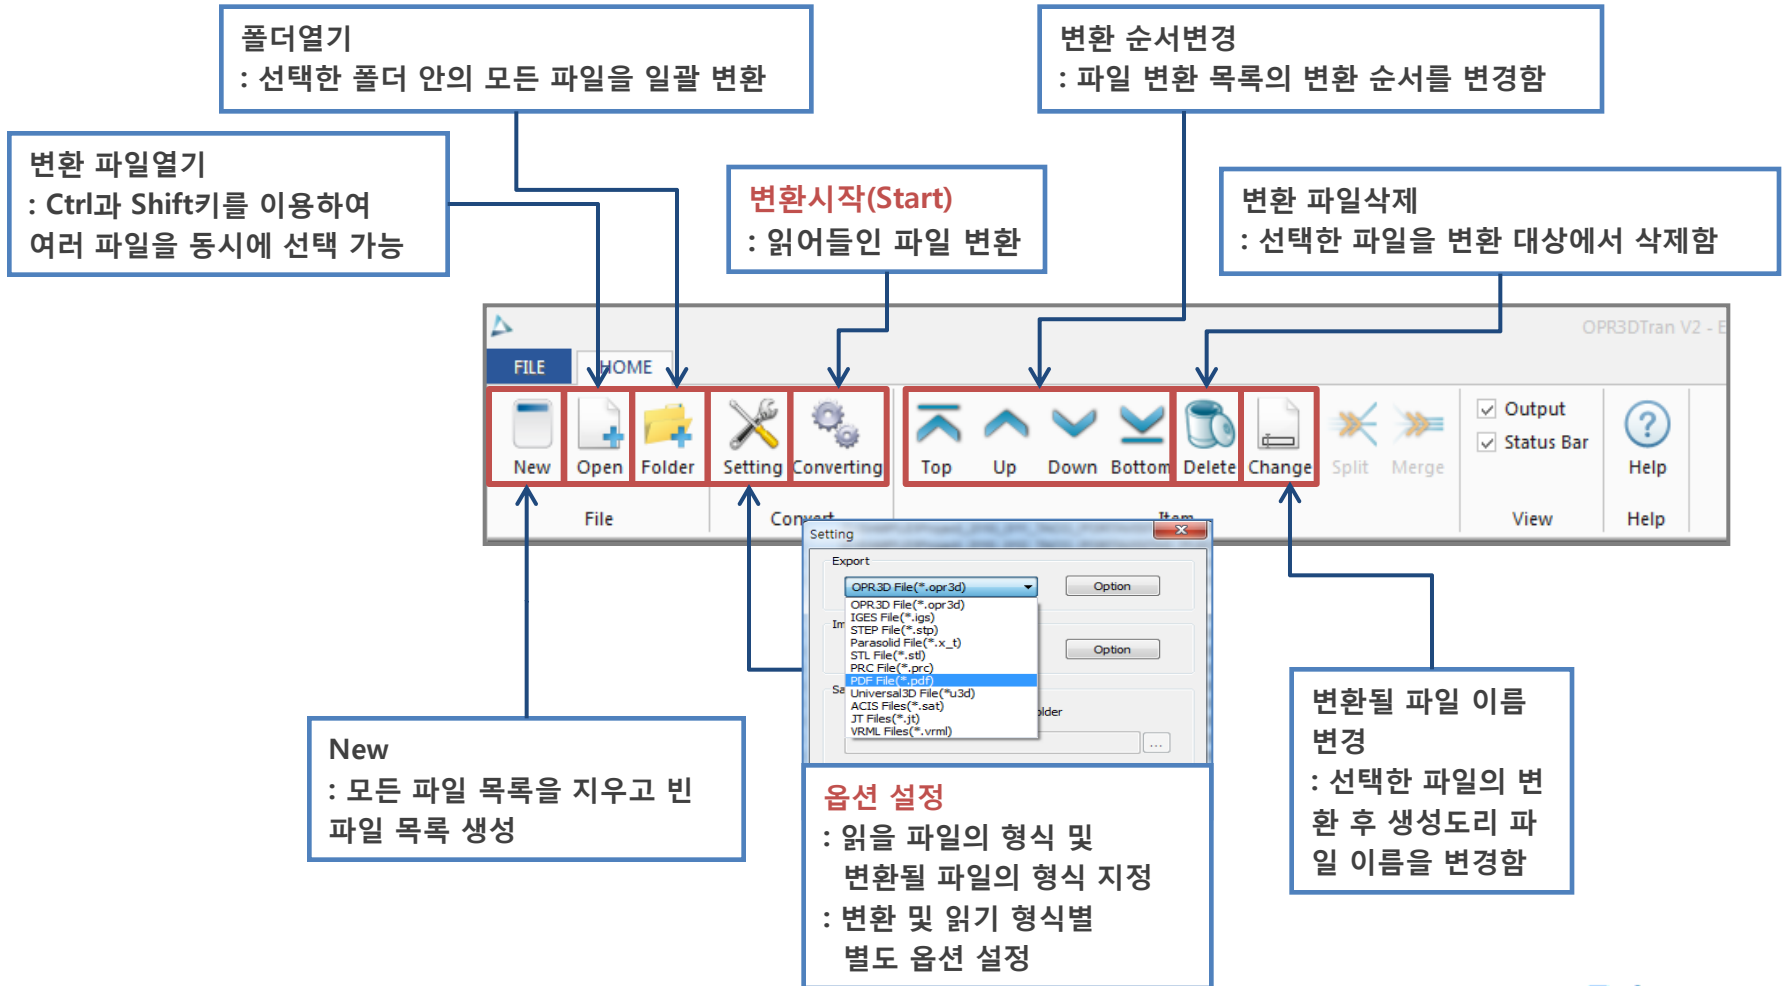 폴더열기
: 선택한 폴더 안의 모든 파일을 일괄 변환
변환 순서변경
: 파일 변환 목록의 변환 순서를 변경함
변환 파일열기
: Ctrl과 Shift키를 이용하여
여러 파일을 동시에 선택 가능
변환시작(Start)
: 읽어들인 파일 변환
변환 파일삭제
: 선택한 파일을 변환 대상에서 삭제함
OPR3DTran V2 - E
FILE
HOME
New
Open
Folder
Setting
Converting
Top
Up
Down
Bottom
Delete
Change
Split
Merge
Output
Status Bar
Help
File
Convert
Item
View
Help
Setting
Export
OPR3D File(*.opr3d)
Option
OPR3D File(*.opr3d)
IGES File(*.igs)
STEP File(*.stp)
Parasolid File(*.x_t)
STL File(*.stl)
PRC File(*.prc)
PDF File(*.pdf)
Universal3D File(*u3d)
ACIS Files(*.sat)
JT Files(*.jt)
VRML Files(*.vrml)
Im
Option
Sa
older
...
New
: 모든 파일 목록을 지우고 빈
파일 목록 생성
옵션 설정
: 읽을 파일의 형식 및
변환될 파일의 형식 지정
: 변환 및 읽기 형식별
별도 옵션 설정
변환될 파일 이름
변경
: 선택한 파일의 변
환 후 생성도리 파
일 이름을 변경함